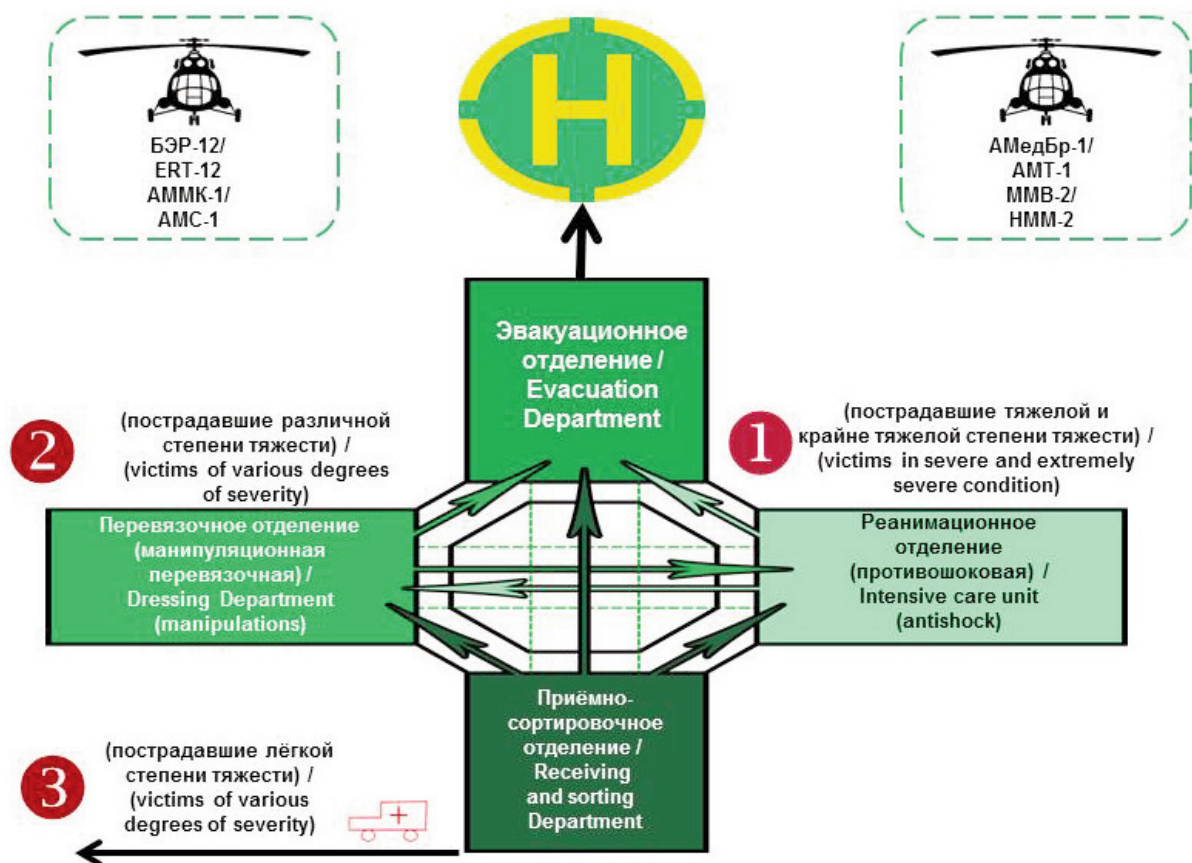 БЭР-12/
ERT-12
АММК-1/
АМС-1
H
АМедБр-1/
АМТ-1
ММВ-2/
НММ-2
Эвакуационное
отделение /
Evacuation
Department
2
(пострадавшие различной
степени тяжести) /
(victims of various degrees
of severity)
1
(пострадавшие тяжелой и
крайне тяжелой степени тяжести) /
(victims in severe and extremely
severe condition)
Перевязочное отделение
(манипуляционная
перевязочная) /
Dressing Department
(manipulations)
Реанимационное
отделение
(противошоковая) /
Intensive care unit
(antishock)
Приёмно-
сортировочное
отделение /
Receiving
and sorting
Department
3
(пострадавшие лёгкой
степени тяжести) /
(victims of various
degrees of severity)